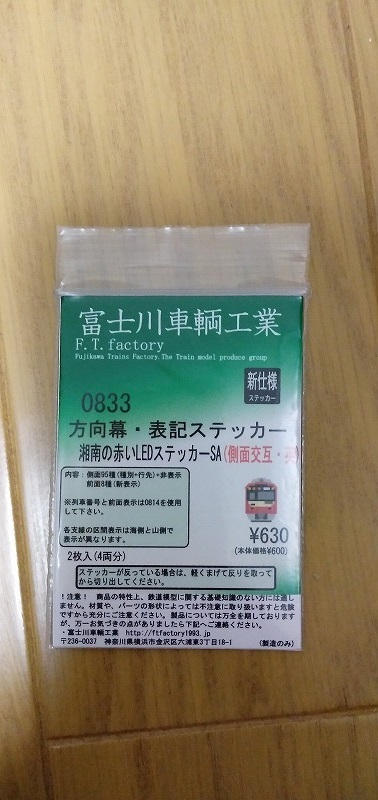 富士川車輌工業
F.T.factory
Fujikawa Trains Factory.The Train model produce group
新仕様
ステッカー
0833
方向幕・表記ステッカー
湘南の赤いLEDステッカーSA(側面交互・
内容：側面95種(種別+行先)+非表示
前面8種(新表示)
※列車番号と前面表示は0814を使用
して下さい。
各支線の区間表示は海側と山側で
表示が異なります。
¥630
(本体価格¥600)
2枚入(4両分)
ステッカーが反っている場合は、軽くまげて反りを取って
から切り出してください。
！注意！ 商品の特性上、鉄道模型に関する基礎知識のない方には適し
ません。材質や、パーツの形状によっては不注意に取り扱いますと危険
ですから充分にご注意ください。製品については万全を期しております
が、万一お気づきの点がありましたら下記へご連絡ください。
・富士川車輌工業 http://ftfactory1993.jp
〒236-0037 神奈川県横浜市金沢区六浦東3丁目18-1 (製造のみ)